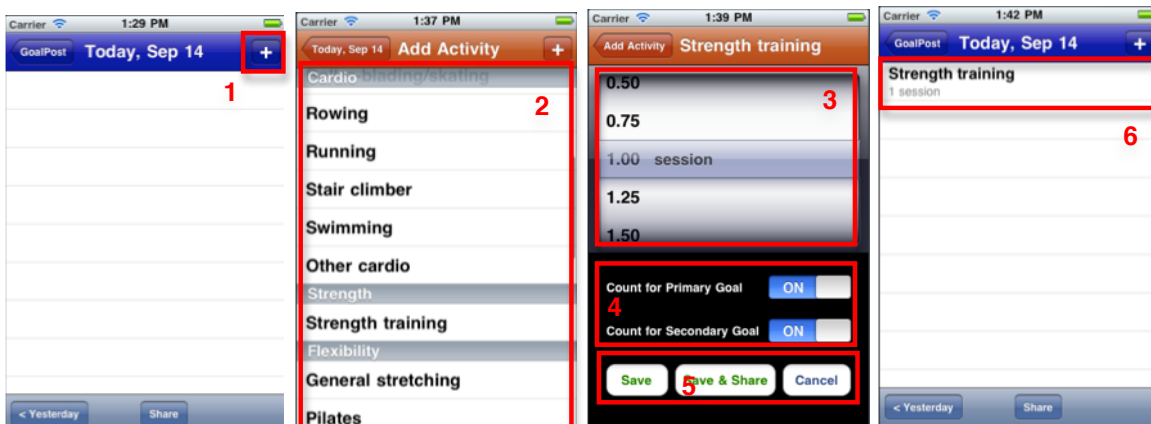 Carrier 1:29 PM
GoalPost Today, Sep 14 +
1
< Yesterday Share
Carrier 1:37 PM
Today, Sep 14 Add Activity +
Cardio blading/skating
2
Rowing
Running
Stair climber
Swimming
Other cardio
Strength
Strength training
Flexibility
General stretching
Pilates
Carrier 1:39 PM
Add Activity Strength training
0.50
3
0.75
1.00 session
1.25
1.50
Count for Primary Goal ON
4
Count for Secondary Goal ON
Save Save & Share Cancel
5
Carrier 1:42 PM
GoalPost Today, Sep 14 +
Strength training
1 session
6
< Yesterday Share